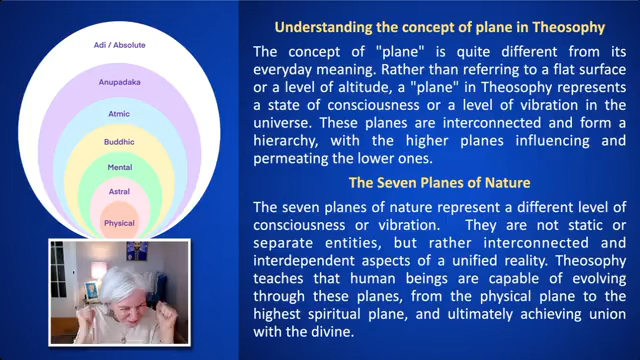 Adi / Absolute
Anupadaka
Atmic
Buddhic
Mental
Astral
Physical
Understanding the concept of plane in Theosophy
The concept of "plane" is quite different from its
everyday meaning. Rather than referring to a flat surface
or a level of altitude, a "plane" in Theosophy represents
a state of consciousness or a level of vibration in the
universe. These planes are interconnected and form a
hierarchy, with the higher planes influencing and
permeating the lower ones.
The Seven Planes of Nature
The seven planes of nature represent a different level of
consciousness or vibration. They are not static or
separate entities, but rather interconnected and
interdependent aspects of a unified reality. Theosophy
teaches that human beings are capable of evolving
through these planes, from the physical plane to the
highest spiritual plane, and ultimately achieving union
with the divine.